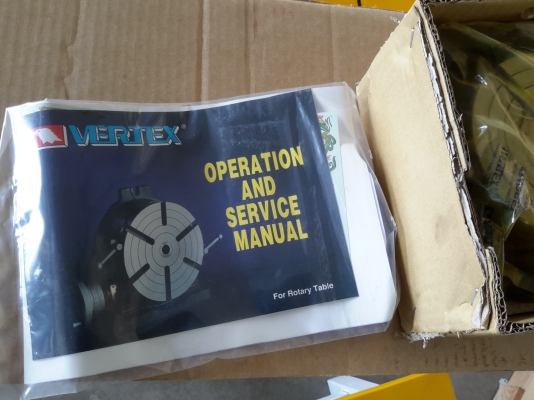 VERTEX®
OPERATION
AND
SERVICE
MANUAL
For Rotary Table